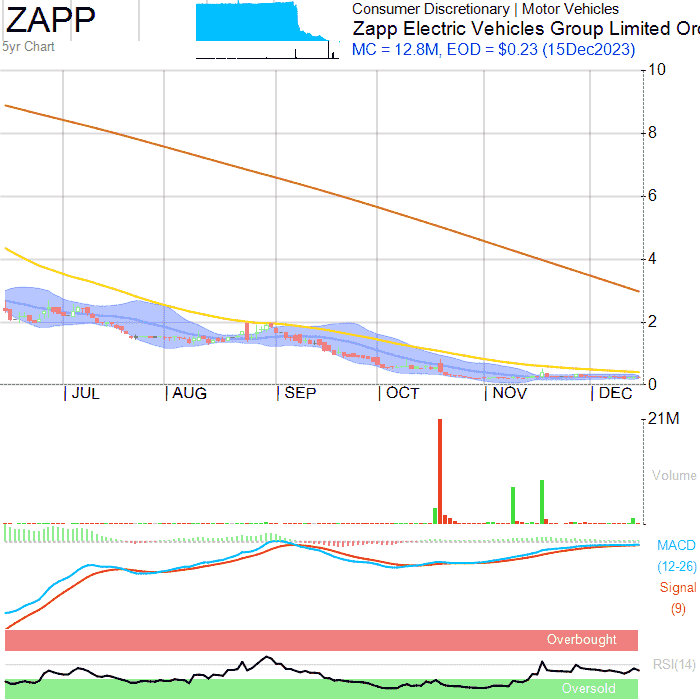 ZAPP
5yr Chart
Consumer Discretionary | Motor Vehicles
Zapp Electric Vehicles Group Limited Orc
MC = 12.8M, EOD = $0.23 (15Dec2023)
10
8
6
4
2
0
JUL AUG SEP OCT NOV DEC
21M
Volume
MACD
(12-26)
Signal
(9)
Overbought
RSI(14)
Oversold